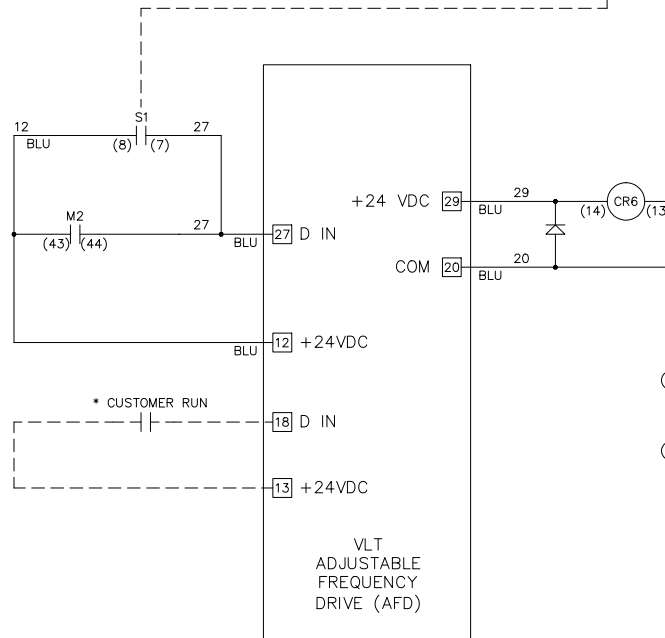 S1
12
27
BLU
(8)
(7)
M2
27
(43)
(44)
BLU
27
D IN
+24 VDC
29
29
BLU
(14)
CR6
(13
COM
20
20
BLU
BLU
12
+24VDC
* CUSTOMER RUN
18
D IN
13
+24VDC
VLT
ADJUSTABLE
FREQUENCY
DRIVE (AFD)
(
(